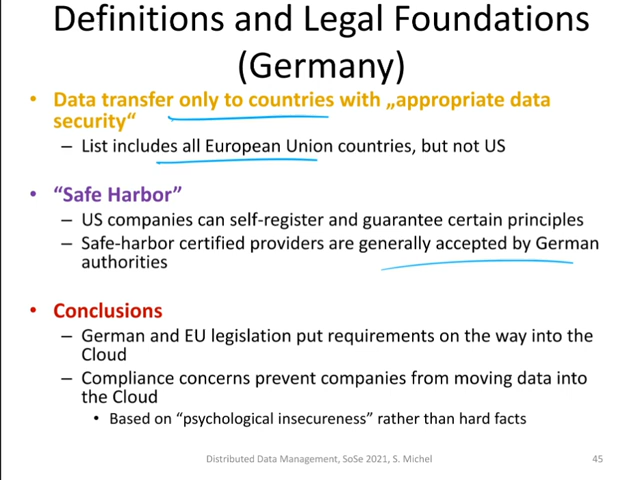 Definitions and Legal Foundations
(Germany)
• Data transfer only to countries with „appropriate data
security“
– List includes all European Union countries, but not US
• “Safe Harbor”
– US companies can self-register and guarantee certain principles
– Safe-harbor certified providers are generally accepted by German
authorities
• Conclusions
– German and EU legislation put requirements on the way into the
Cloud
– Compliance concerns prevent companies from moving data into
the Cloud
• Based on “psychological insecureness” rather than hard facts
Distributed Data Management, SoSe 2021, S. Michel
45